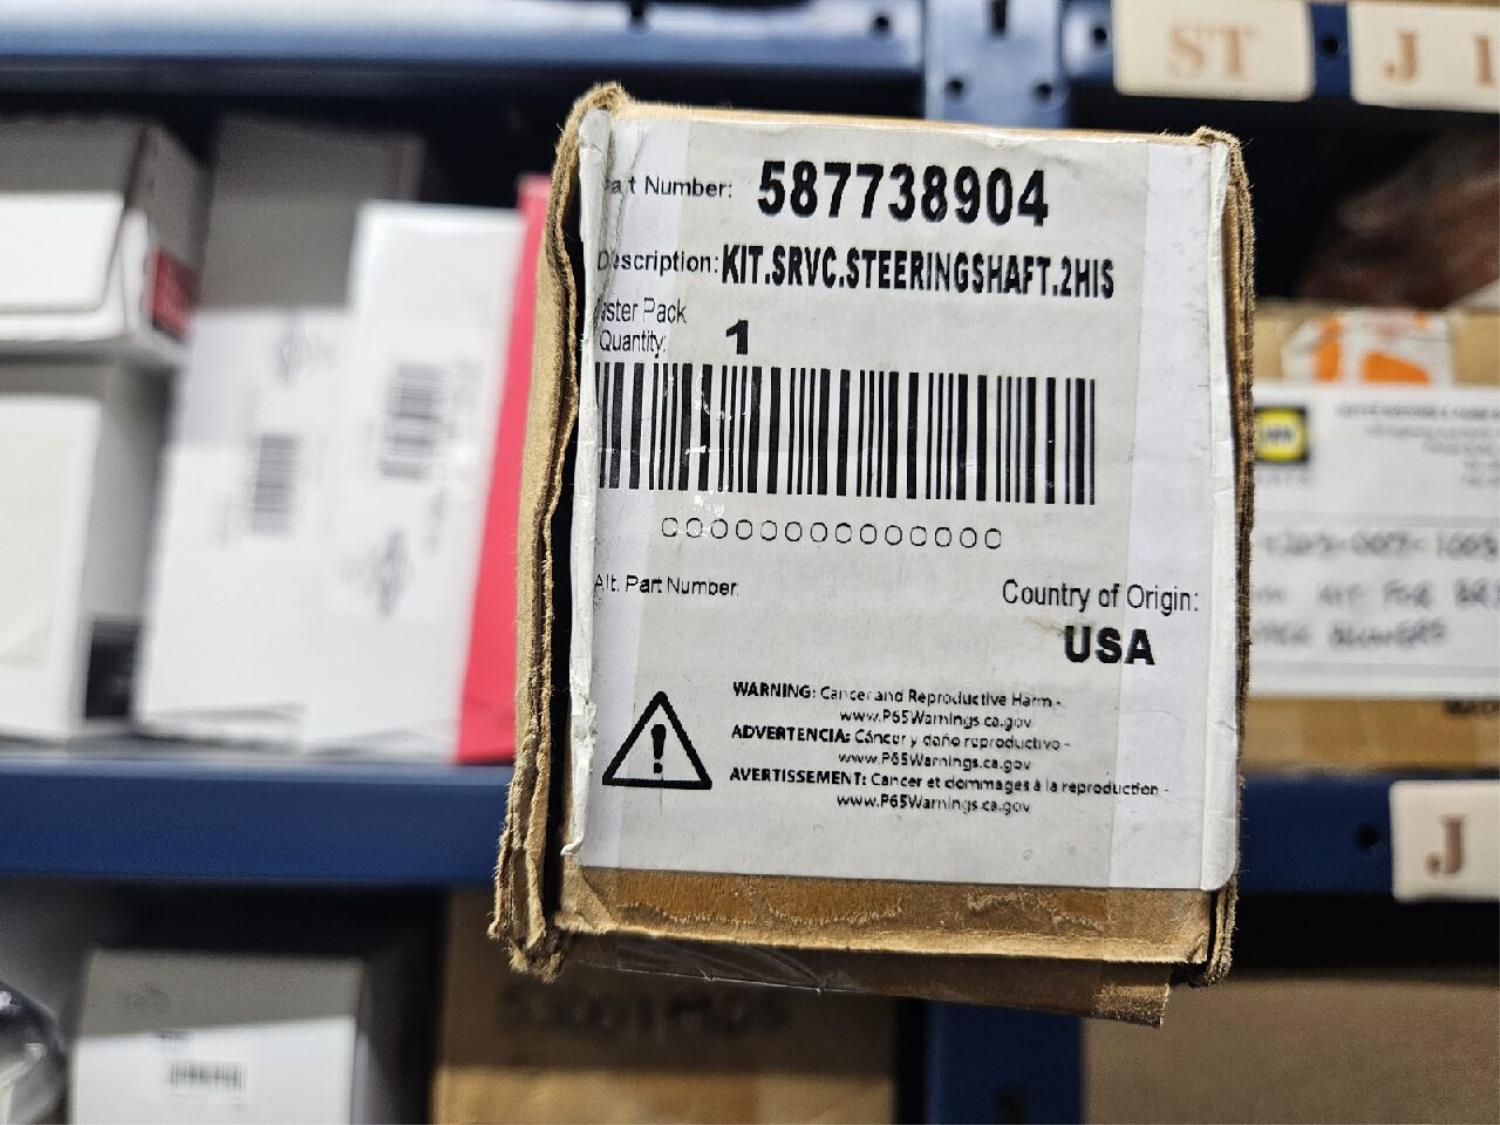 ST
J 1
Part Number: 587738904
Description: KIT.SRVC.STEERINGSHAFT.2HIS
Master Pack
Quantity: 1
Alt. Part Number:
Country of Origin:
USA
WARNING: Cancer and Reproductive Harm -
www.P65Warnings.ca.gov
ADVERTENCIA: Cáncer y daño reproductivo -
www.P65Warnings.ca.gov
AVERTISSEMENT: Cancer et dommages à la reproduction -
www.P65Warnings.ca.gov
J